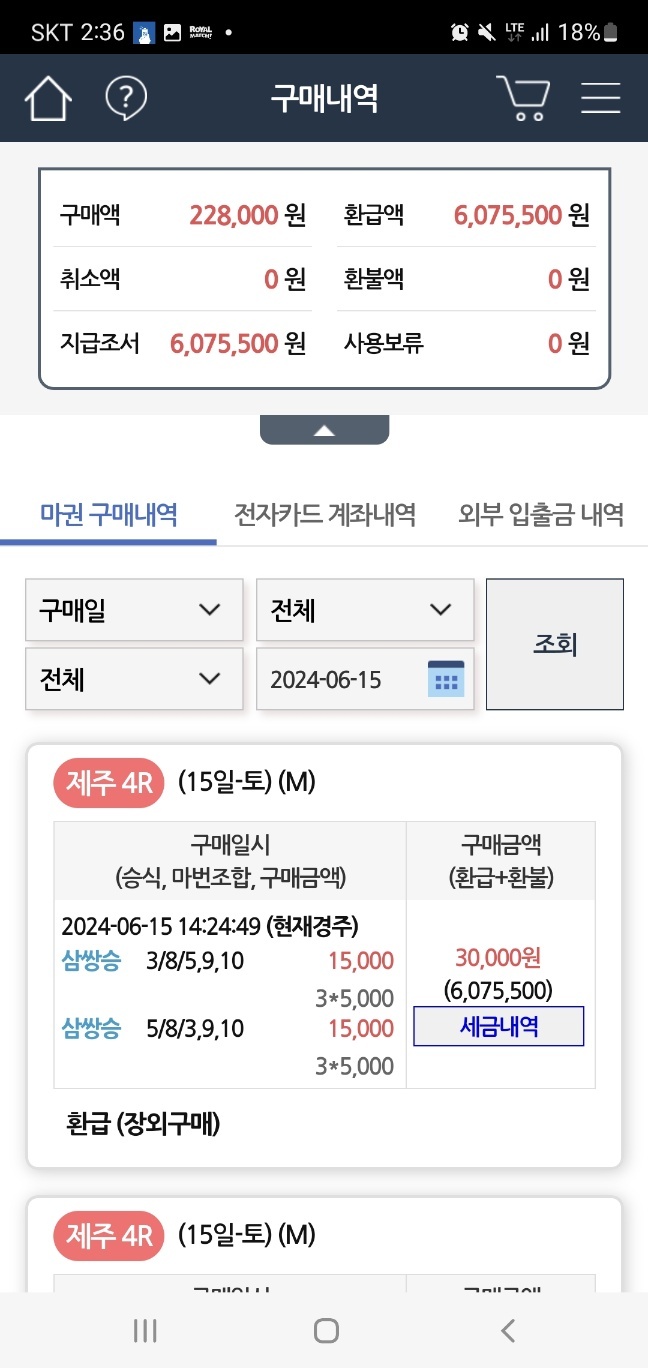 SKT 2:36 ROYAL MATCH! LTE 18%
구매내역
구매액 228,000 원 환급액 6,075,500 원
취소액 0 원 환불액 0 원
지급조서 6,075,500 원 사용보류 0 원
마권 구매내역 전자카드 계좌내역 외부 입출금 내역
구매일 전체 조회
전체 2024-06-15
제주 4R (15일-토) (M)
구매일시 구매금액
(승식, 마번조합, 구매금액) (환급+환불)
2024-06-15 14:24:49 (현재경주)
삼쌍승 3/8/5,9,10 15,000 30,000원
3*5,000 (6,075,500)
삼쌍승 5/8/3,9,10 15,000 세금내역
3*5,000
환급 (장외구매)
제주 4R (15일-토) (M)